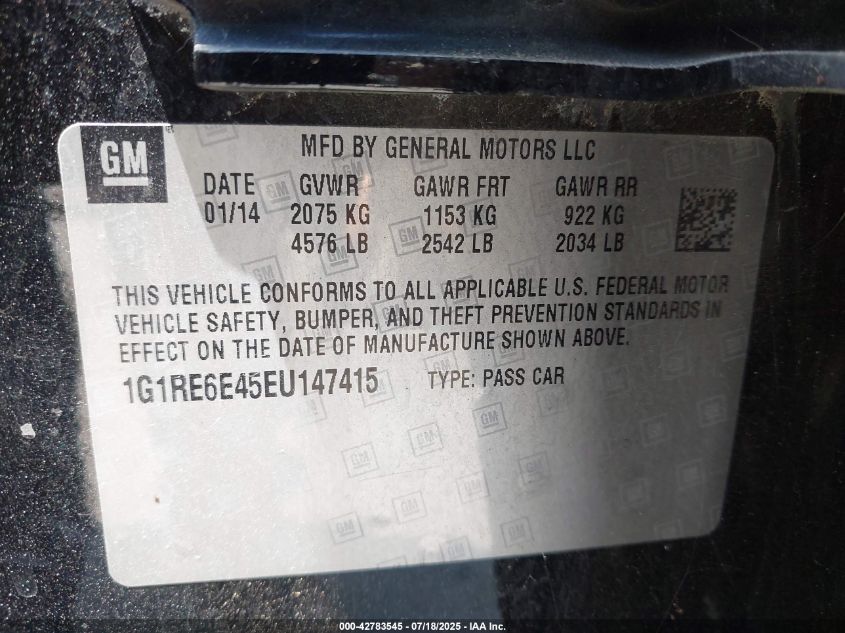 GM
MFD BY GENERAL MOTORS LLC
DATE GVWR GAWR FRT GAWR RR
01/14 2075 KG 1153 KG 922 KG
4576 LB 2542 LB 2034 LB
THIS VEHICLE CONFORMS TO ALL APPLICABLE U.S. FEDERAL MOTOR
VEHICLE SAFETY, BUMPER, AND THEFT PREVENTION STANDARDS IN
EFFECT ON THE DATE OF MANUFACTURE SHOWN ABOVE.
1G1RE6E45EU147415 TYPE: PASS CAR
000-42783545 - 07/18/2025 - IAA Inc.